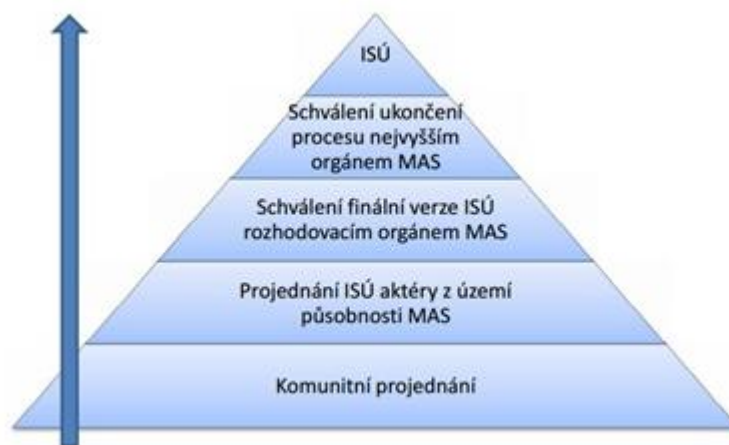 ISÚ
Schválení ukončení
procesu nejvyšším
orgánem MAS
Schválení finální verze ISÚ
rozhodovacím orgánem MAS
Projednání ISÚ aktéry z území
působnosti MAS
Komunitní projednání